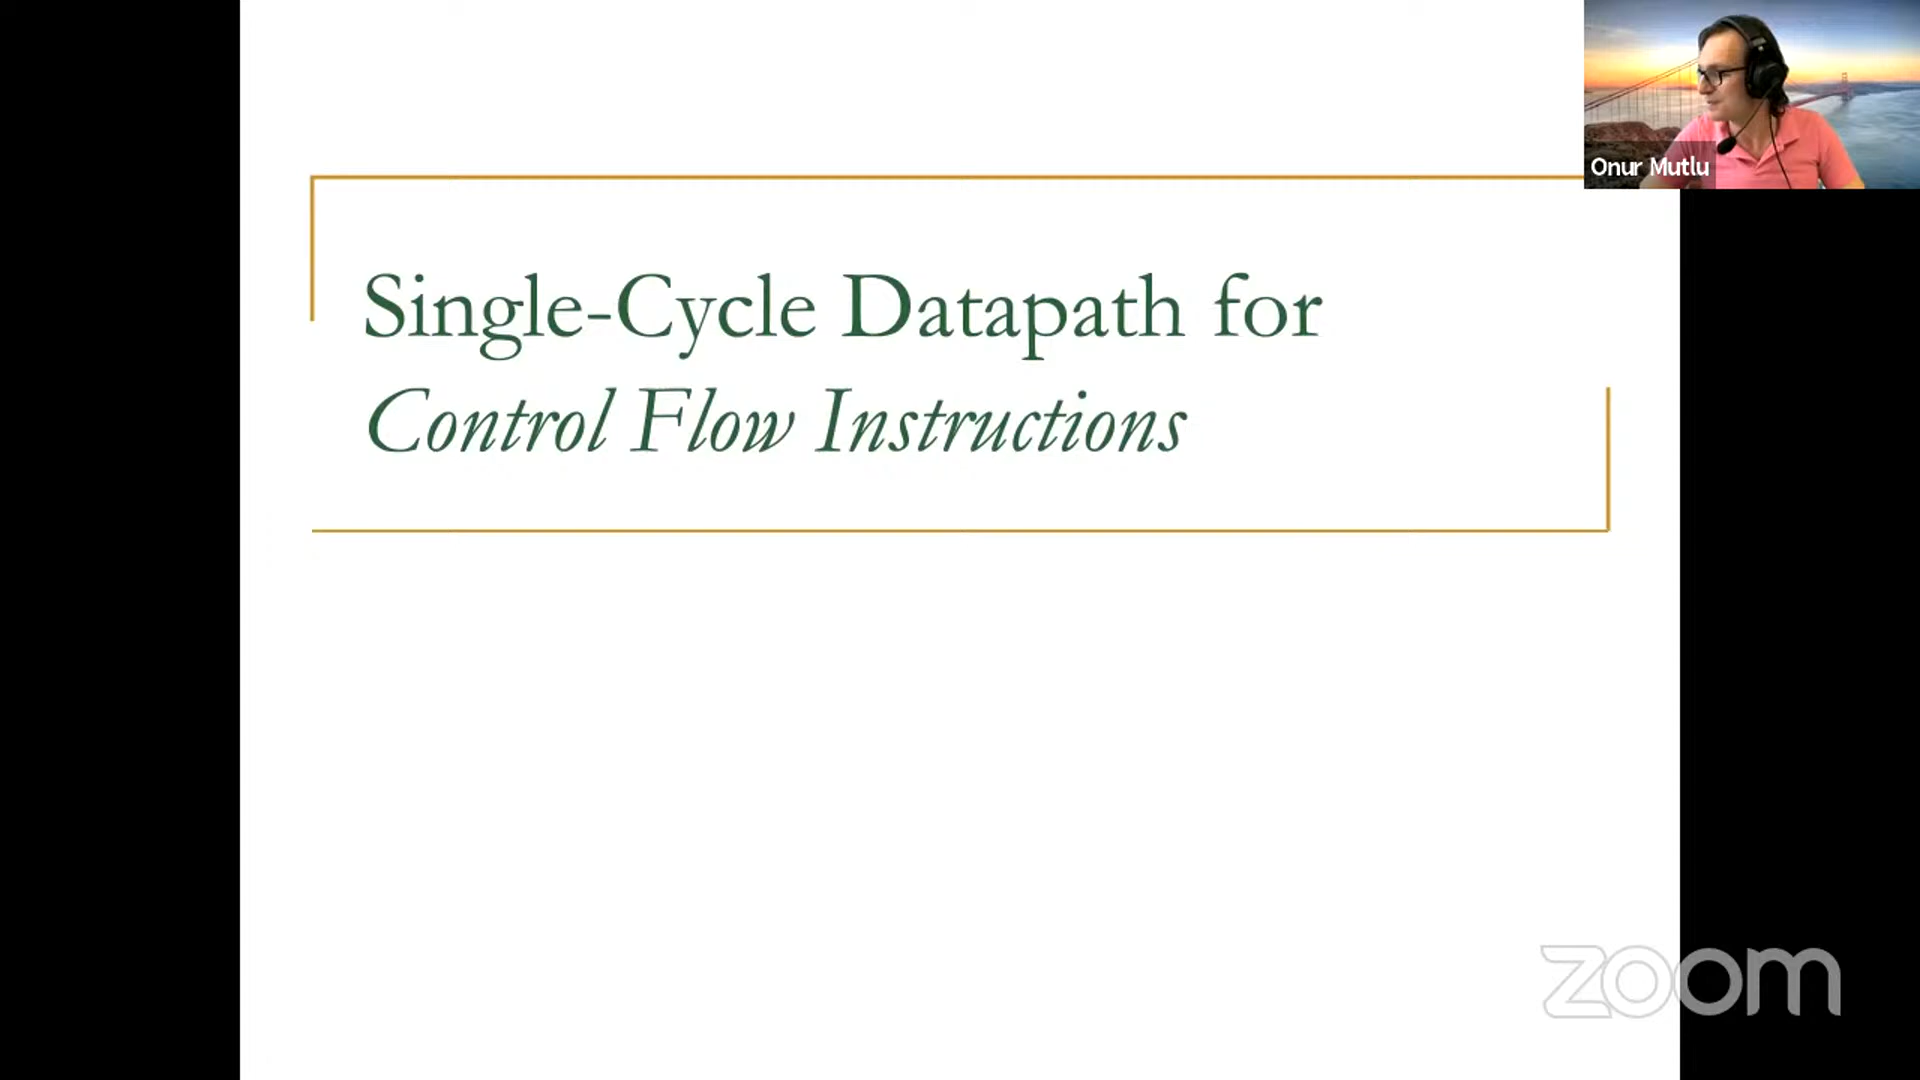 Onur Mutlu
Single-Cycle Datapath for
Control Flow Instructions
zoom